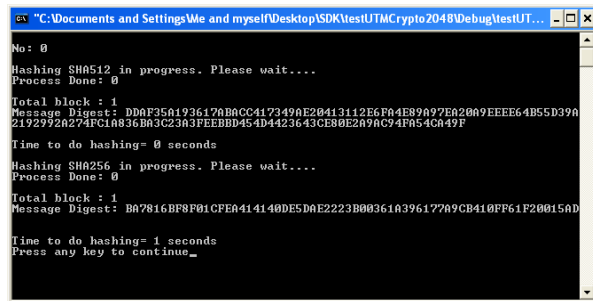 "C:\Documents and Settings\Me and myself\Desktop\SDK\testUTMCrypto2048\Debug\testUT...
No: 0
Hashing SHA512 in progress. Please wait....
Process Done: 0
Total block : 1
Message Digest: DDAF35A193617ABACC417349AE20413112E6FA4E89A97EA20A9EEEE64B55D39A
2192992A274FC1A836BA3C23A3FEEBBD454D4423643CE80E2A9AC94FA54CA49F
Time to do hashing= 0 seconds
Hashing SHA256 in progress. Please wait....
Process Done: 0
Total block : 1
Message Digest: BA7816BF8F01CFEA414140DE5DAE2223B00361A396177A9CB410FF61F20015AD
Time to do hashing= 1 seconds
Press any key to continue_